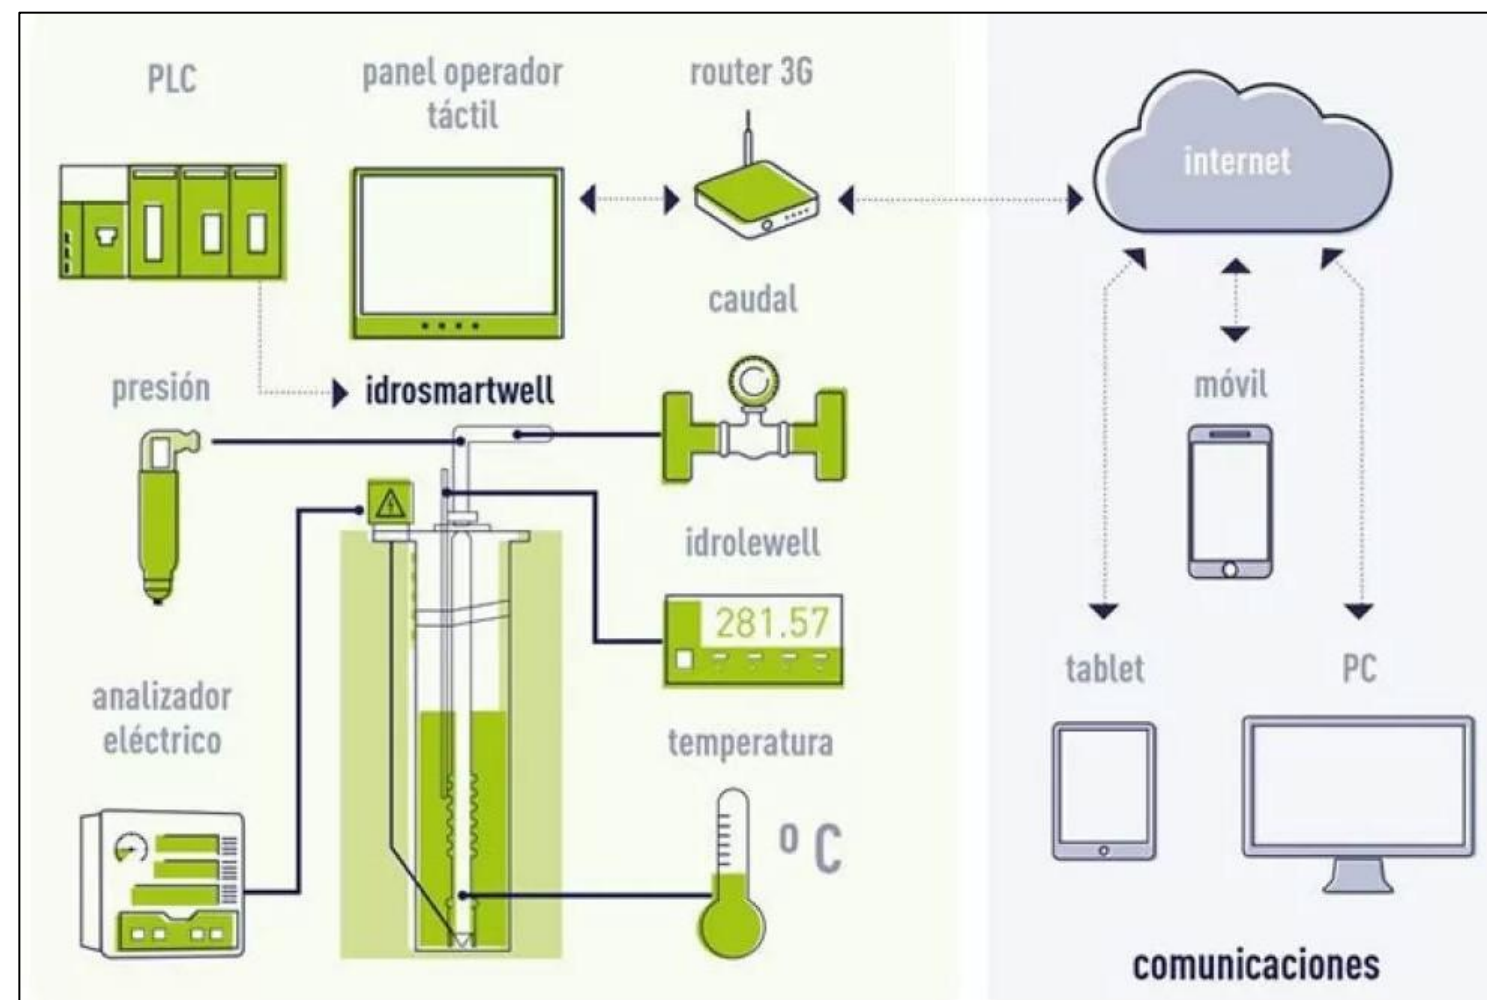 PLC
panel operador
táctil
router 3G
internet
caudal
presión
idrosmartwell
móvil
idrolewell
281.57
analizador
eléctrico
temperatura
º C
tablet
PC
comunicaciones